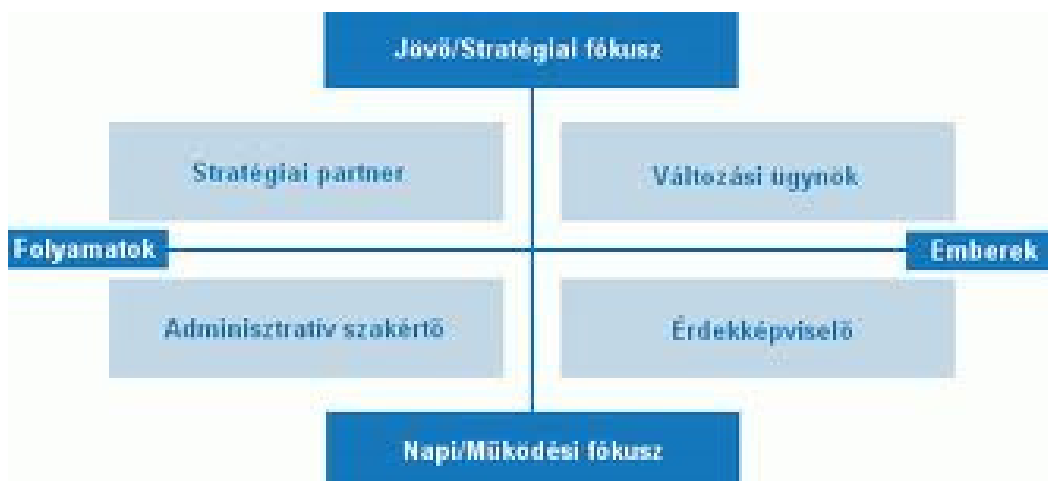 Jövő/Stratégiai fókusz
Stratégiai partner
Változási ügynök
Folyamatok
Emberek
Adminisztratív szakértő
Érdekképviselő
Napi/Működési fókusz